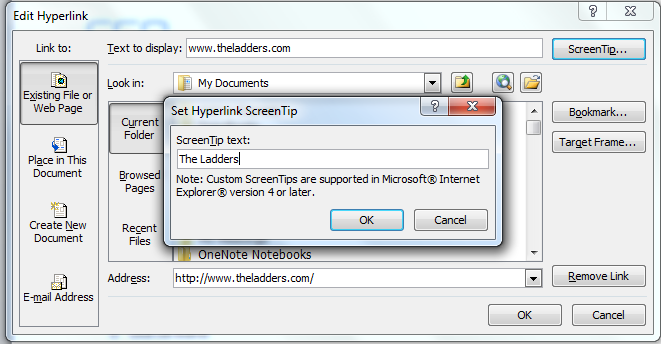 Edit Hyperlink
Link to:
Text to display: www.theladders.com
ScreenTip...
Existing File or
Web Page
Look in: My Documents
Set Hyperlink ScreenTip
ScreenTip text:
The Ladders
Note: Custom ScreenTips are supported in Microsoft® Internet
Explorer® version 4 or later.
OK Cancel
Current
Folder
Browsed
Pages
Recent
Files
OneNote Notebooks
Bookmark...
Target Frame...
Place in This
Document
Create New
Document
E-mail Address
Address: http://www.theladders.com/
Remove Link
OK Cancel